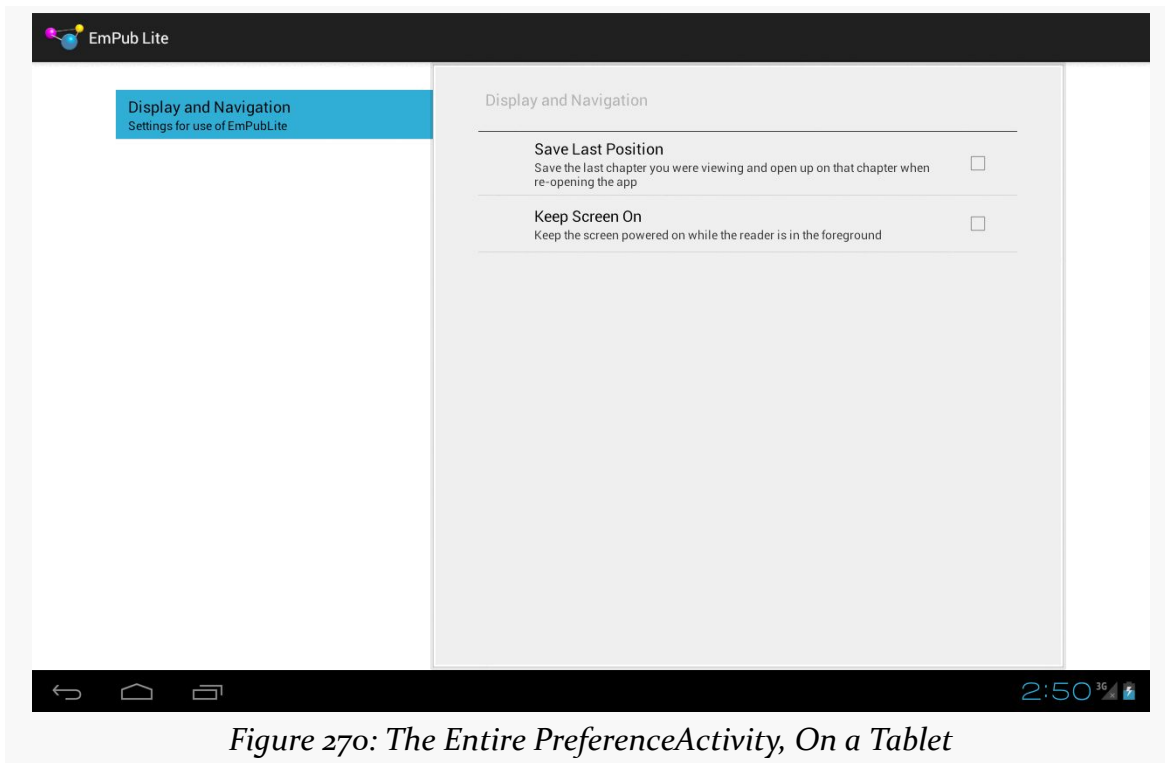 EmPub Lite
Display and Navigation
Settings for use of EmPubLite
Display and Navigation
Save Last Position
Save the last chapter you were viewing and open up on that chapter when
re-opening the app
Keep Screen On
Keep the screen powered on while the reader is in the foreground
2:50 3G
Figure 270: The Entire PreferenceActivity, On a Tablet